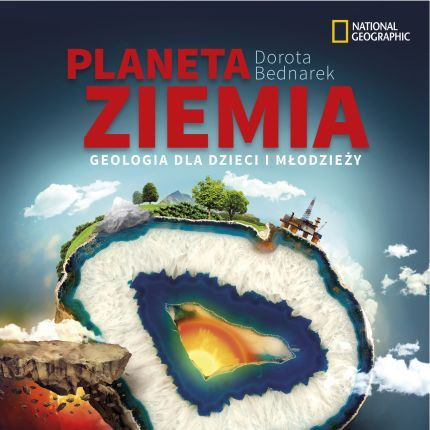 NATIONAL
GEOGRAPHIC
PLANETA
Dorota
Bednarek
ZIEMIA
GEOLOGIA DLA DZIECI I MŁODZIEŻY